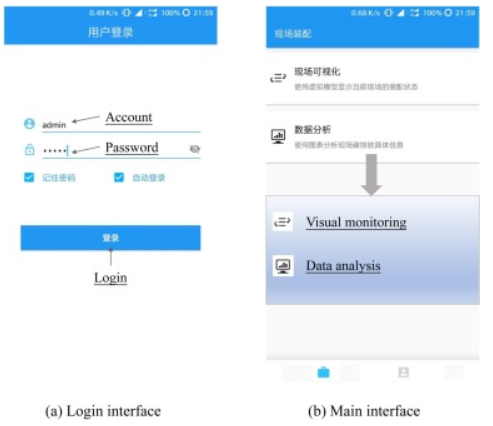 0.49 K/s 100% 21:59
用户登录
admin
Account
•••••
Password
记住密码
自动登录
登录
Login
(a) Login interface
0.68 K/s 100% 21:59
现场装配
现场可视化
使用虚拟模型显示当前现场的装配状态
数据分析
使用图表分析现场碳排放具体信息
Visual monitoring
Data analysis
(b) Main interface